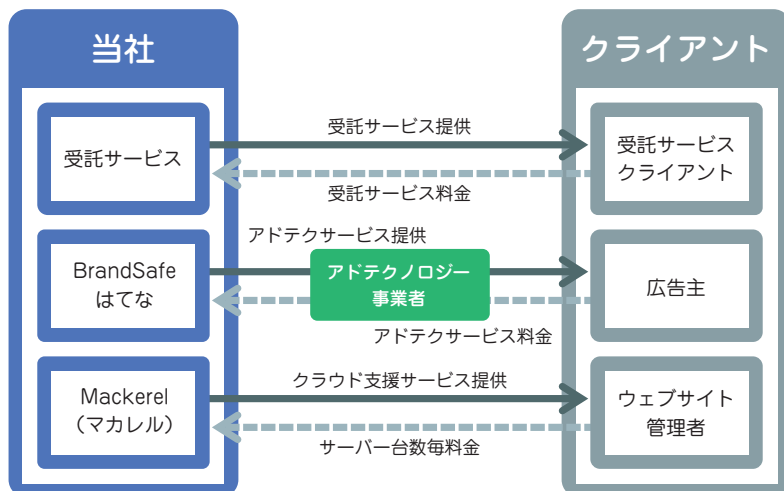 当社
クライアント
受託サービス提供
受託サービス
受託サービス
クライアント
受託サービス料金
アドテクサービス提供
BrandSafe
はてな
アドテクノロジー
事業者
広告主
アドテクサービス料金
クラウド支援サービス提供
Mackerel
（マカレル）
ウェブサイト
管理者
サーバー台数毎料金